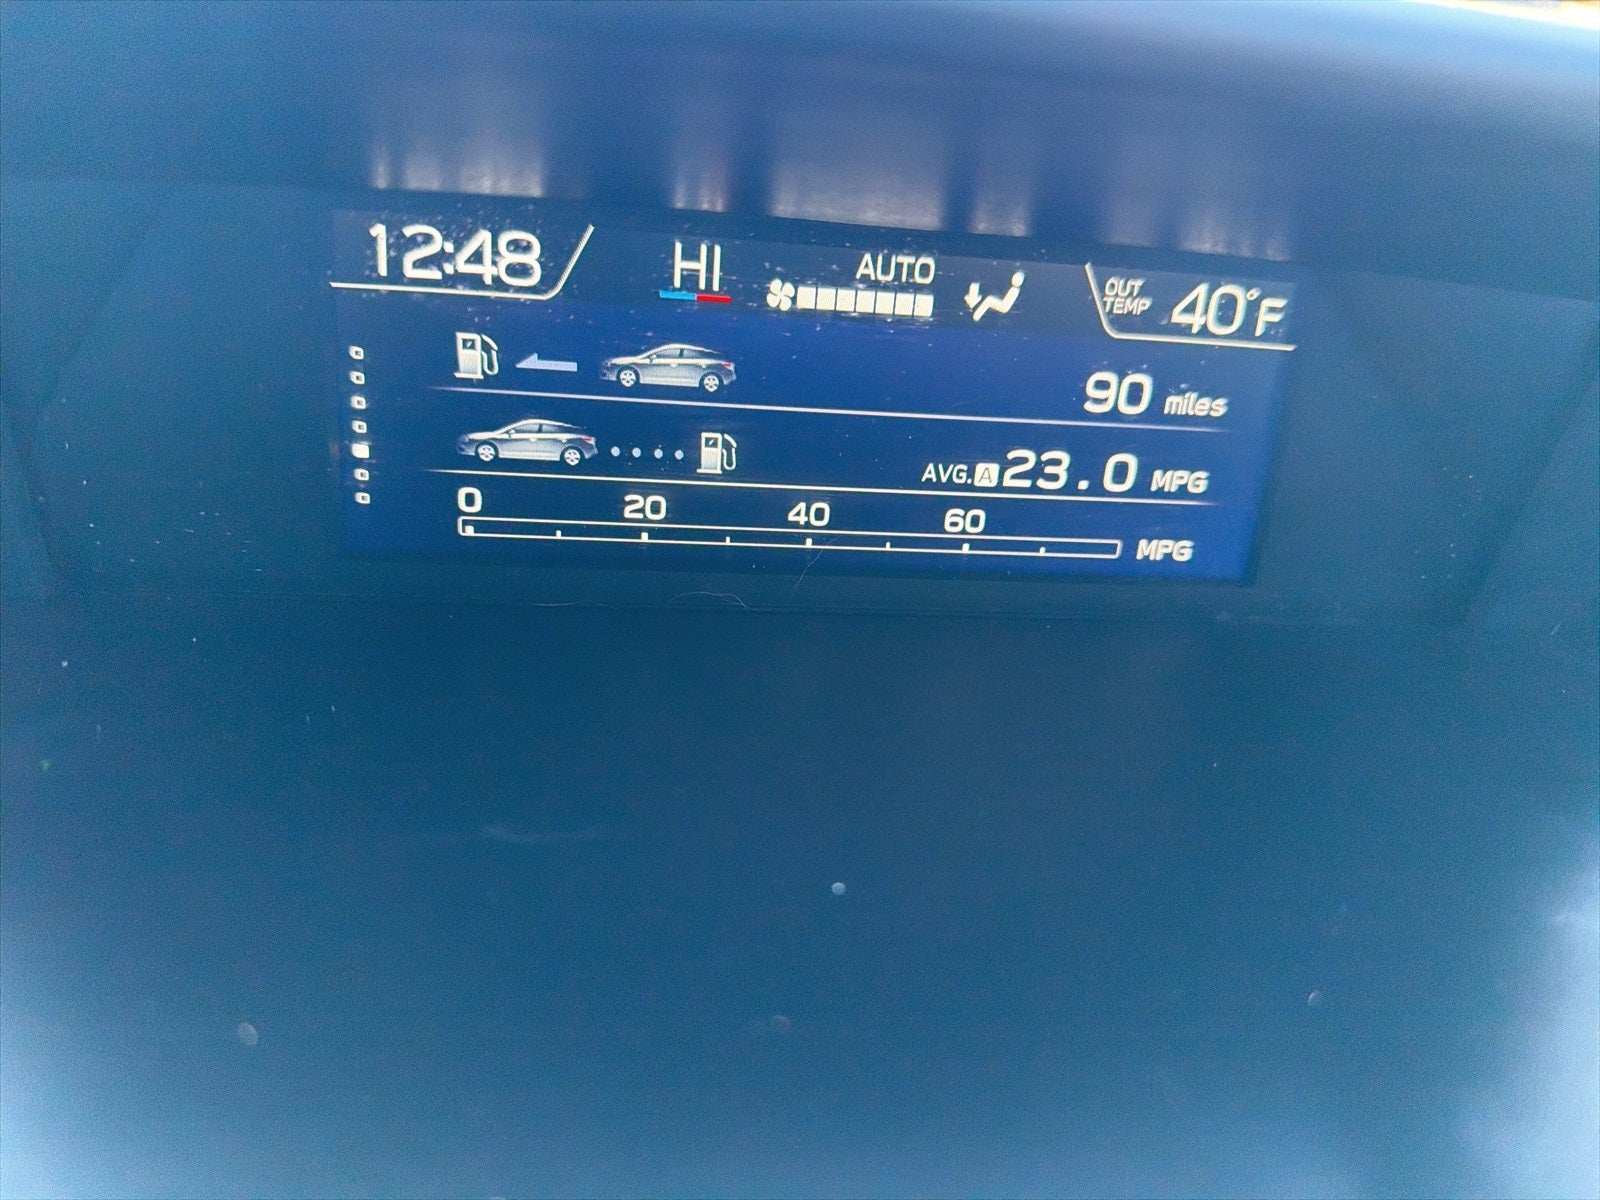 12:48 HI AUTO OUT TEMP 40°F
90 miles
AVG. A 23.0 MPG
0 20 40 60
MPG